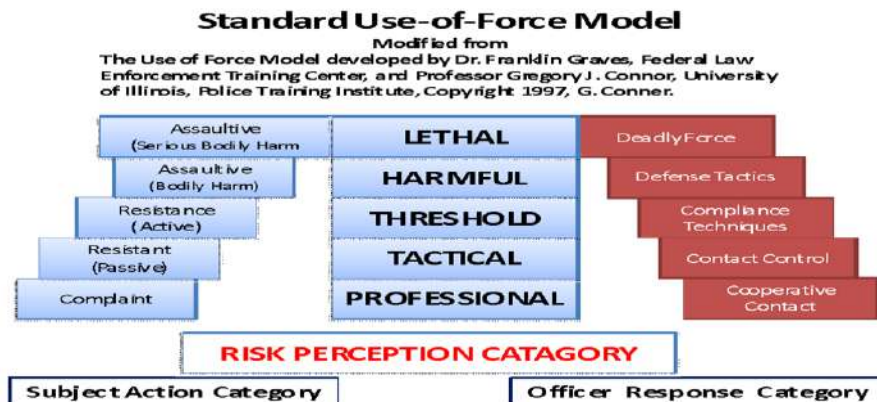 Standard Use-of-Force Model
Modified from
The Use of Force Model developed by Dr. Franklin Graves, Federal Law
Enforcement Training Center, and Professor Gregory J. Connor, University
of Illinois, Police Training Institute, Copyright 1997, G. Conner.
Assaultive
(Serious Bodily Harm
LETHAL
Deadly Force
Assaultive
(Bodily Harm)
HARMFUL
Defense Tactics
Resistance
(Active)
THRESHOLD
Compliance
Techniques
Resistant
(Passive)
TACTICAL
Contact Control
Complaint
PROFESSIONAL
Cooperative
Contact
RISK PERCEPTION CATAGORY
Subject Action Category
Officer Response Category